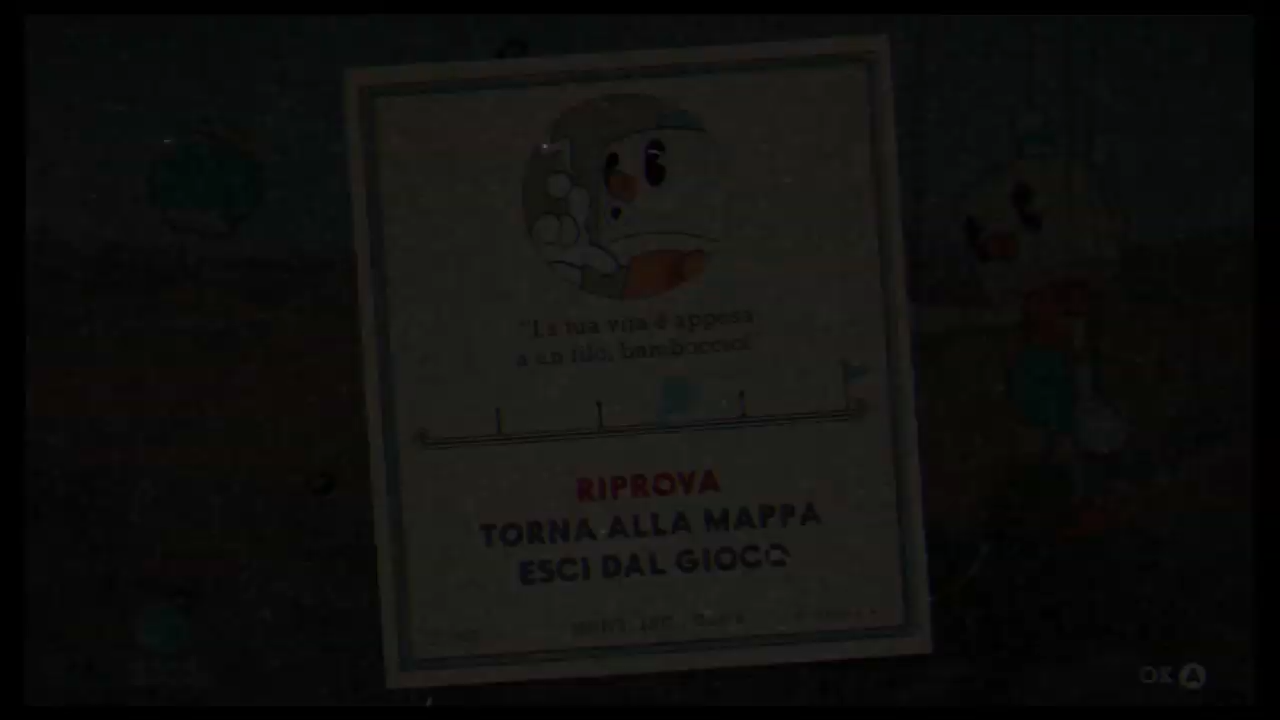 "La tua vita è appesa
a un filo, bamboccio!"
RIPROVA
TORNA ALLA MAPPA
ESCI DAL GIOCO
OK A